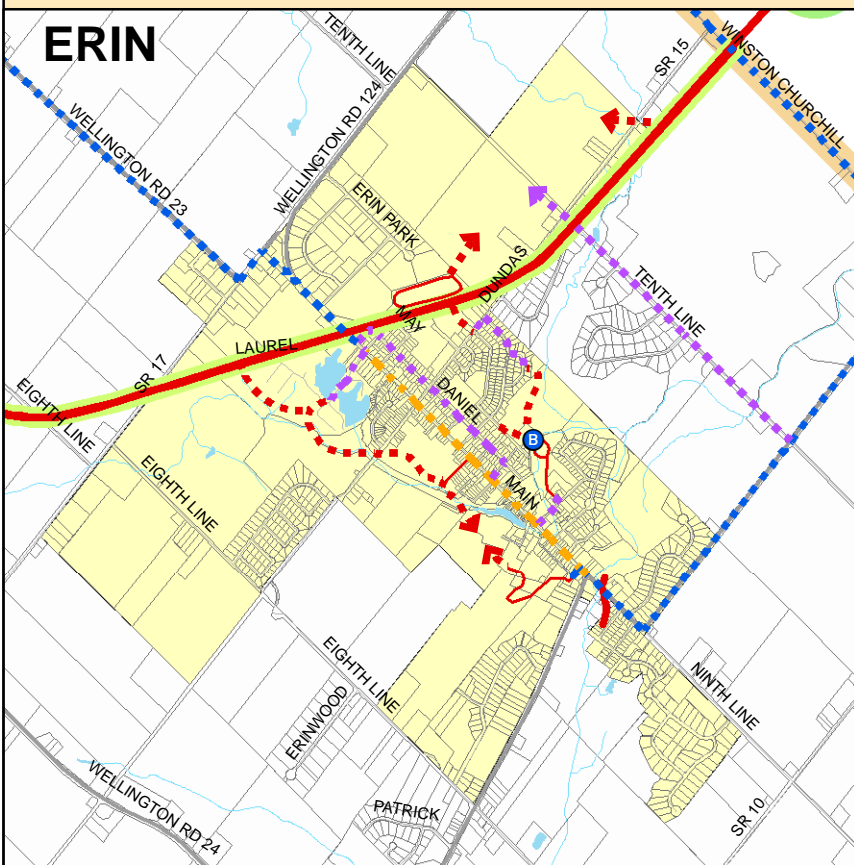 ERIN
TENTH LINE
SR 15
WINSTON CHURCHILL
WELLINGTON RD 124
WELLINGTON RD 23
ERIN PARK
DUNDAS
TENTH LINE
MAY
LAUREL
SR 17
EIGHTH LINE
DANIEL
B
EIGHTH LINE
MAIN
EIGHTH LINE
NINTH LINE
ERINWOOD
WELLINGTON RD 24
PATRICK
SR 10